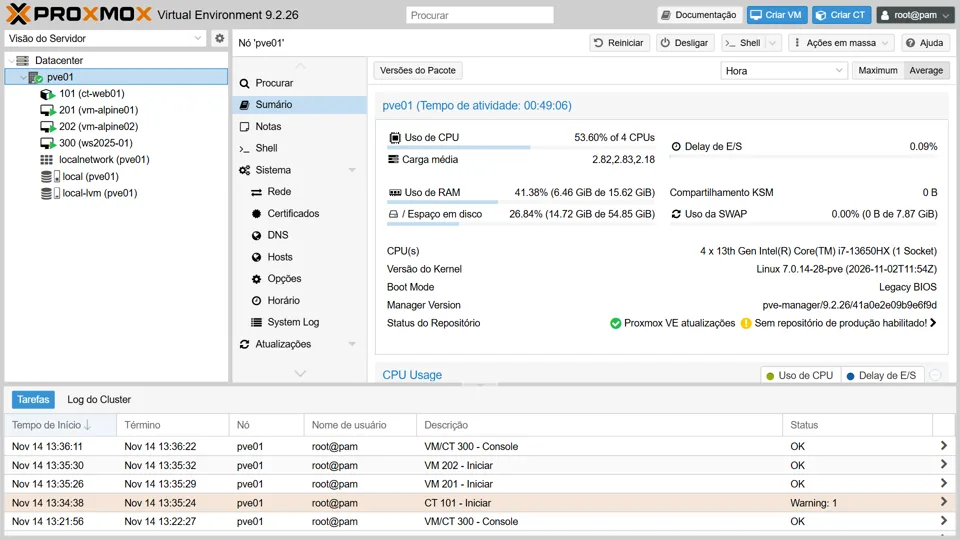 PROXMOX Virtual Environment 9.2.26 Procurar Documentação Criar VM Criar CT root@pam
Visão do Servidor
Datacenter
pve01
101 (ct-web01)
201 (vm-alpine01)
202 (vm-alpine02)
300 (ws2025-01)
localnetwork (pve01)
local (pve01)
local-lvm (pve01)
Nó 'pve01' Reiniciar Desligar Shell Ações em massa Ajuda
Procurar
Sumário
Notas
Shell
Sistema
Rede
Certificados
DNS
Hosts
Opções
Horário
System Log
Atualizações
Versões do Pacote Hora Maximum Average
pve01 (Tempo de atividade: 00:49:06)
Uso de CPU 53.60% of 4 CPUs
Delay de E/S 0.09%
Carga média 2.82,2.83,2.18
Uso de RAM 41.38% (6.46 GiB de 15.62 GiB)
Compartilhamento KSM 0 B
/ Espaço em disco 26.84% (14.72 GiB de 54.85 GiB)
Uso da SWAP 0.00% (0 B de 7.87 GiB)
CPU(s) 4 x 13th Gen Intel(R) Core(TM) i7-13650HX (1 Socket)
Versão do Kernel Linux 7.0.14-28-pve (2026-11-02T11:54Z)
Boot Mode Legacy BIOS
Manager Version pve-manager/9.2.26/41a0e2e09b9e6f9d
Status do Repositório Proxmox VE atualizações Sem repositório de produção habilitado!
CPU Usage Uso de CPU Delay de E/S
Tarefas Log do Cluster
Tempo de Início Término Nó Nome de usuário Descrição Status
Nov 14 13:36:11 Nov 14 13:36:22 pve01 root@pam VM/CT 300 - Console OK
Nov 14 13:35:30 Nov 14 13:35:32 pve01 root@pam VM 202 - Iniciar OK
Nov 14 13:35:26 Nov 14 13:35:29 pve01 root@pam VM 201 - Iniciar OK
Nov 14 13:34:38 Nov 14 13:35:24 pve01 root@pam CT 101 - Iniciar Warning: 1
Nov 14 13:21:56 Nov 14 13:22:27 pve01 root@pam VM/CT 300 - Console OK